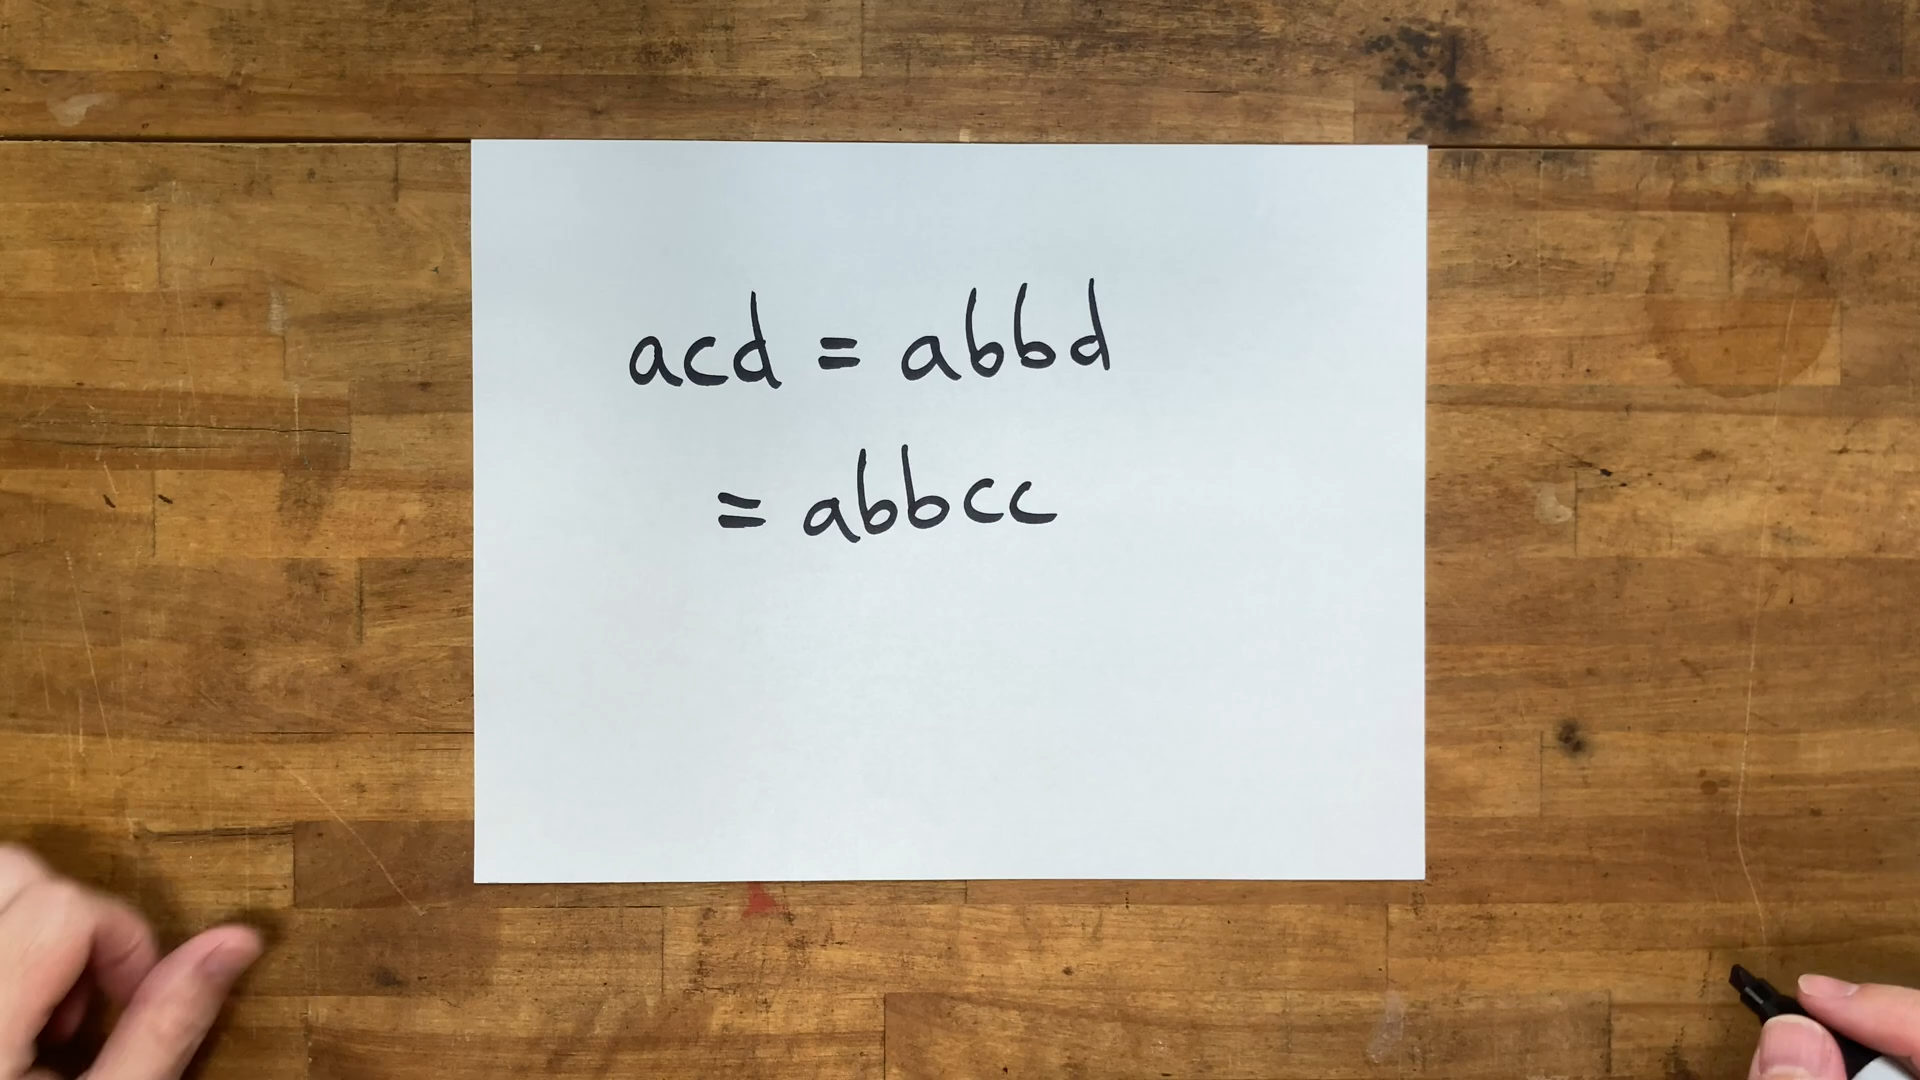 acd = abbd
= abbcc